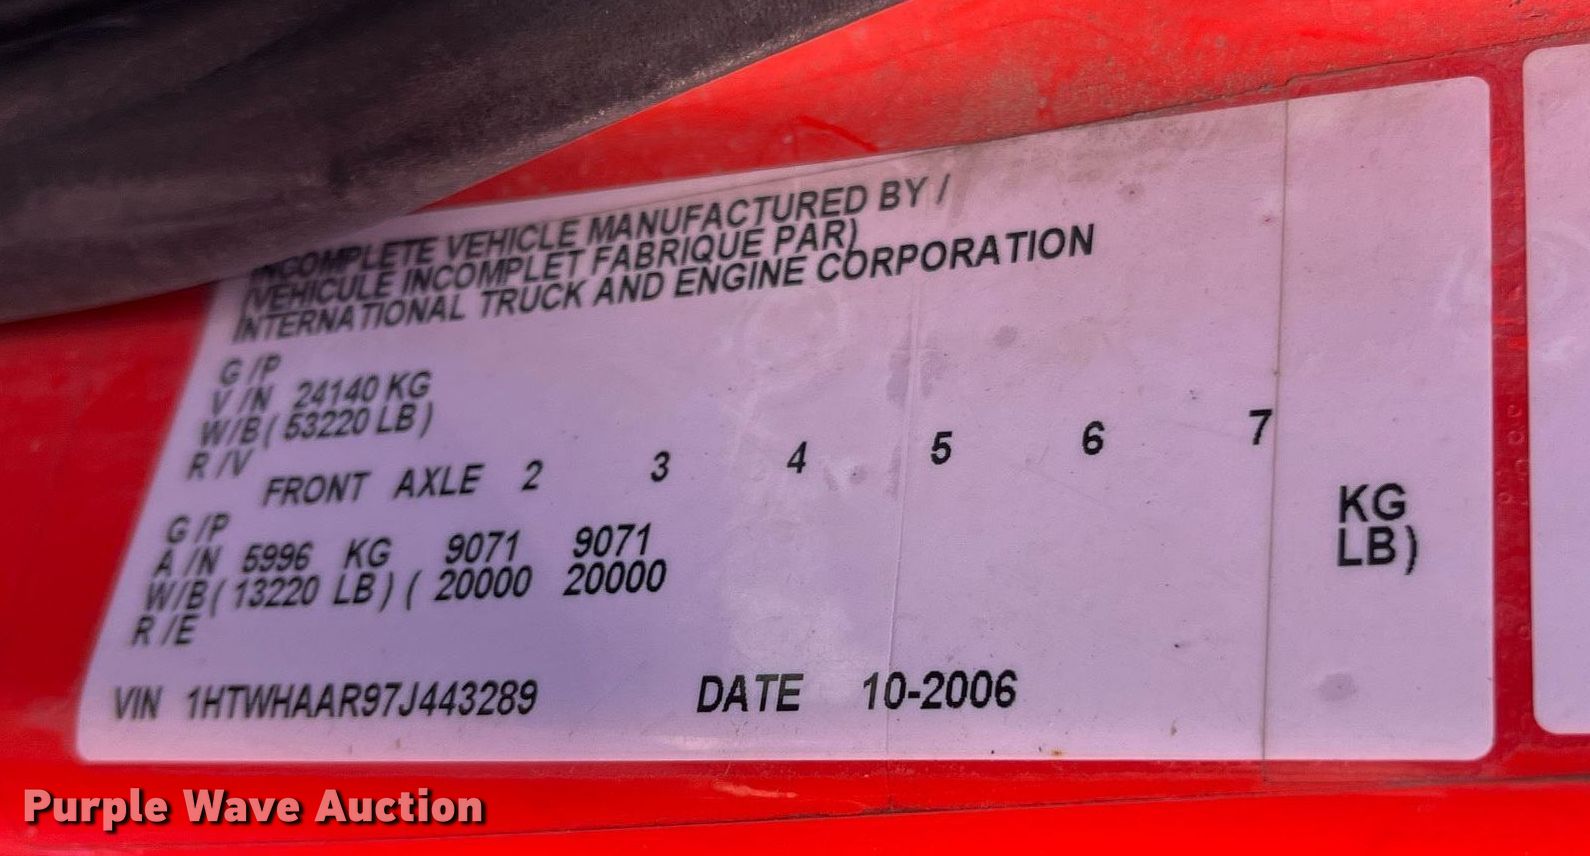 INCOMPLETE VEHICLE MANUFACTURED BY /
(VEHICULE INCOMPLET FABRIQUE PAR)
INTERNATIONAL TRUCK AND ENGINE CORPORATION
G /P
V /N 24140 KG
W/B ( 53220 LB )
R /V
FRONT AXLE 2 3 4 5 6 7
G /P
A /N 5996 KG 9071 9071 KG
W/B ( 13220 LB ) ( 20000 20000 LB )
R /E
VIN 1HTWHAAR97J443289 DATE 10-2006
Purple Wave Auction